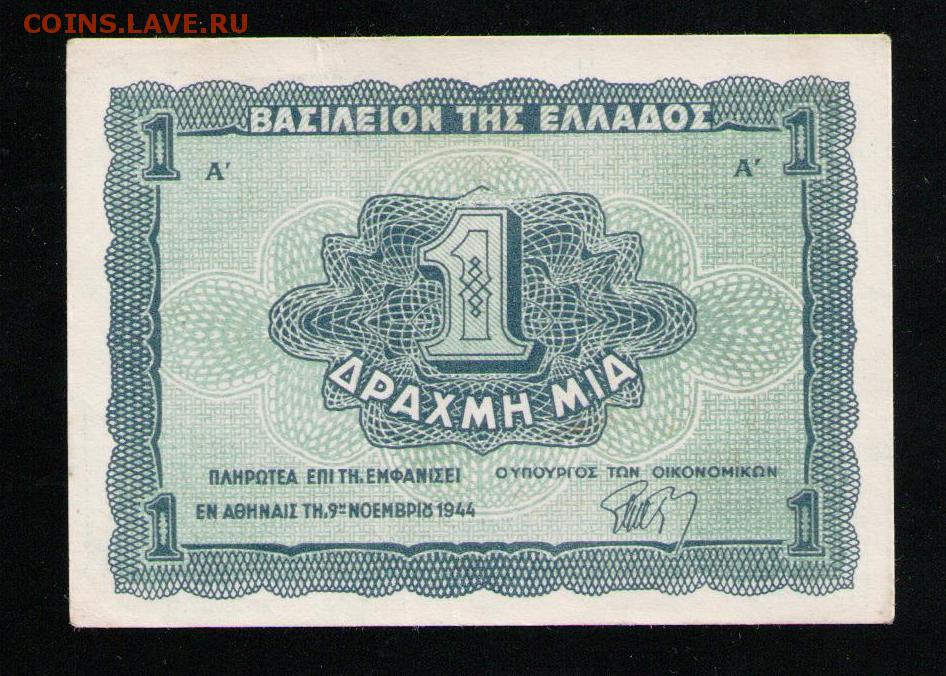 COINS.LAVE.RU
ΒΑΣΙΛΕΙΟΝ ΤΗΣ ΕΛΛΑΔΟΣ
1 1
Α′ Α′
1
ΔΡΑΧΜΗ ΜΙΑ
ΠΛΗΡΩΤΕΑ ΕΠΙ ΤΗ, ΕΜΦΑΝΙΣΕΙ
Ο ΥΠΟΥΡΓΟΣ ΤΩΝ ΟΙΚΟΝΟΜΙΚΩΝ
ΕΝ ΑΘΗΝΑΙΣ ΤΗ, 9ῃ ΝΟΕΜΒΡΙȣ 1944
1 1